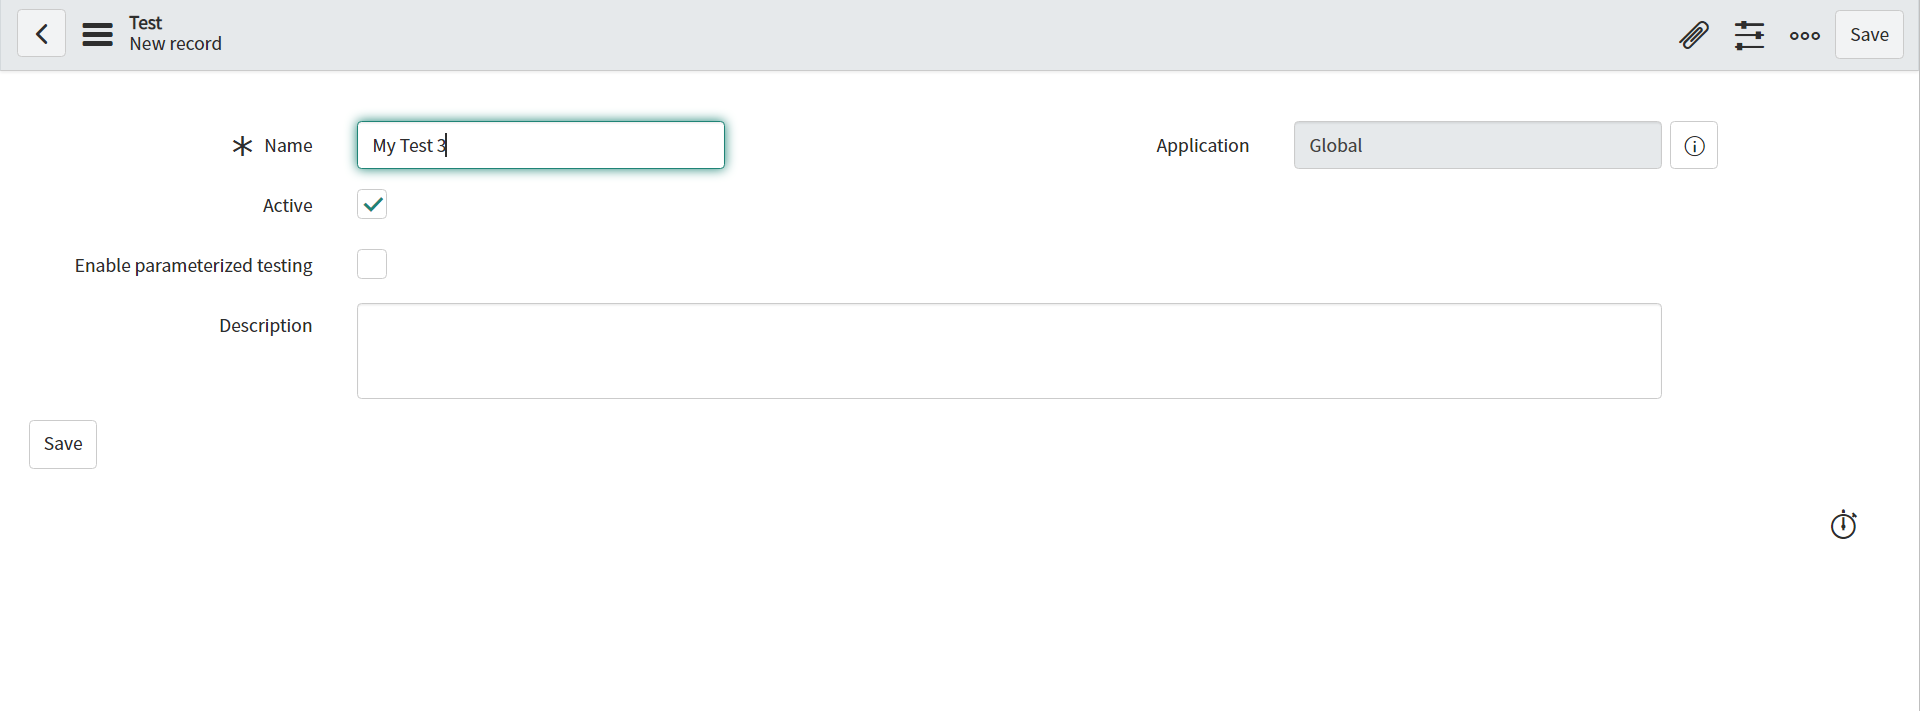 Test
New record
Save
Name
My Test 3
Application
Global
Active
Enable parameterized testing
Description
Save